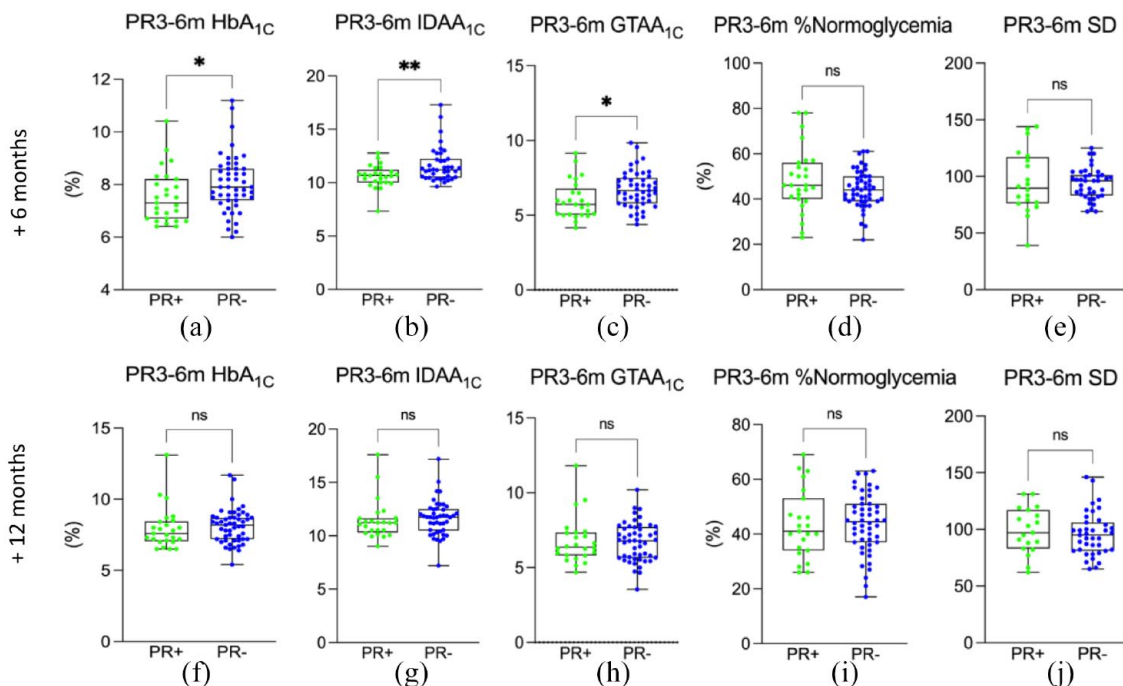 PR3-6m HbA1C PR3-6m IDAA1C PR3-6m GTAA1C PR3-6m %Normoglycemia PR3-6m SD
+ 6 months
* ** * ns ns
(%) (%)
12 10 8 6 4
20 15 10 5 0
15 10 5 0
100 80 60 40 20 0
200 150 100 50 0
PR+ PR- PR+ PR- PR+ PR- PR+ PR- PR+ PR-
(a) (b) (c) (d) (e)
PR3-6m HbA1C PR3-6m IDAA1C PR3-6m GTAA1C PR3-6m %Normoglycemia PR3-6m SD
+ 12 months
ns ns ns ns ns
(%) (%)
15 10 5 0
20 15 10 5 0
15 10 5 0
80 60 40 20 0
200 150 100 50 0
PR+ PR- PR+ PR- PR+ PR- PR+ PR- PR+ PR-
(f) (g) (h) (i) (j)